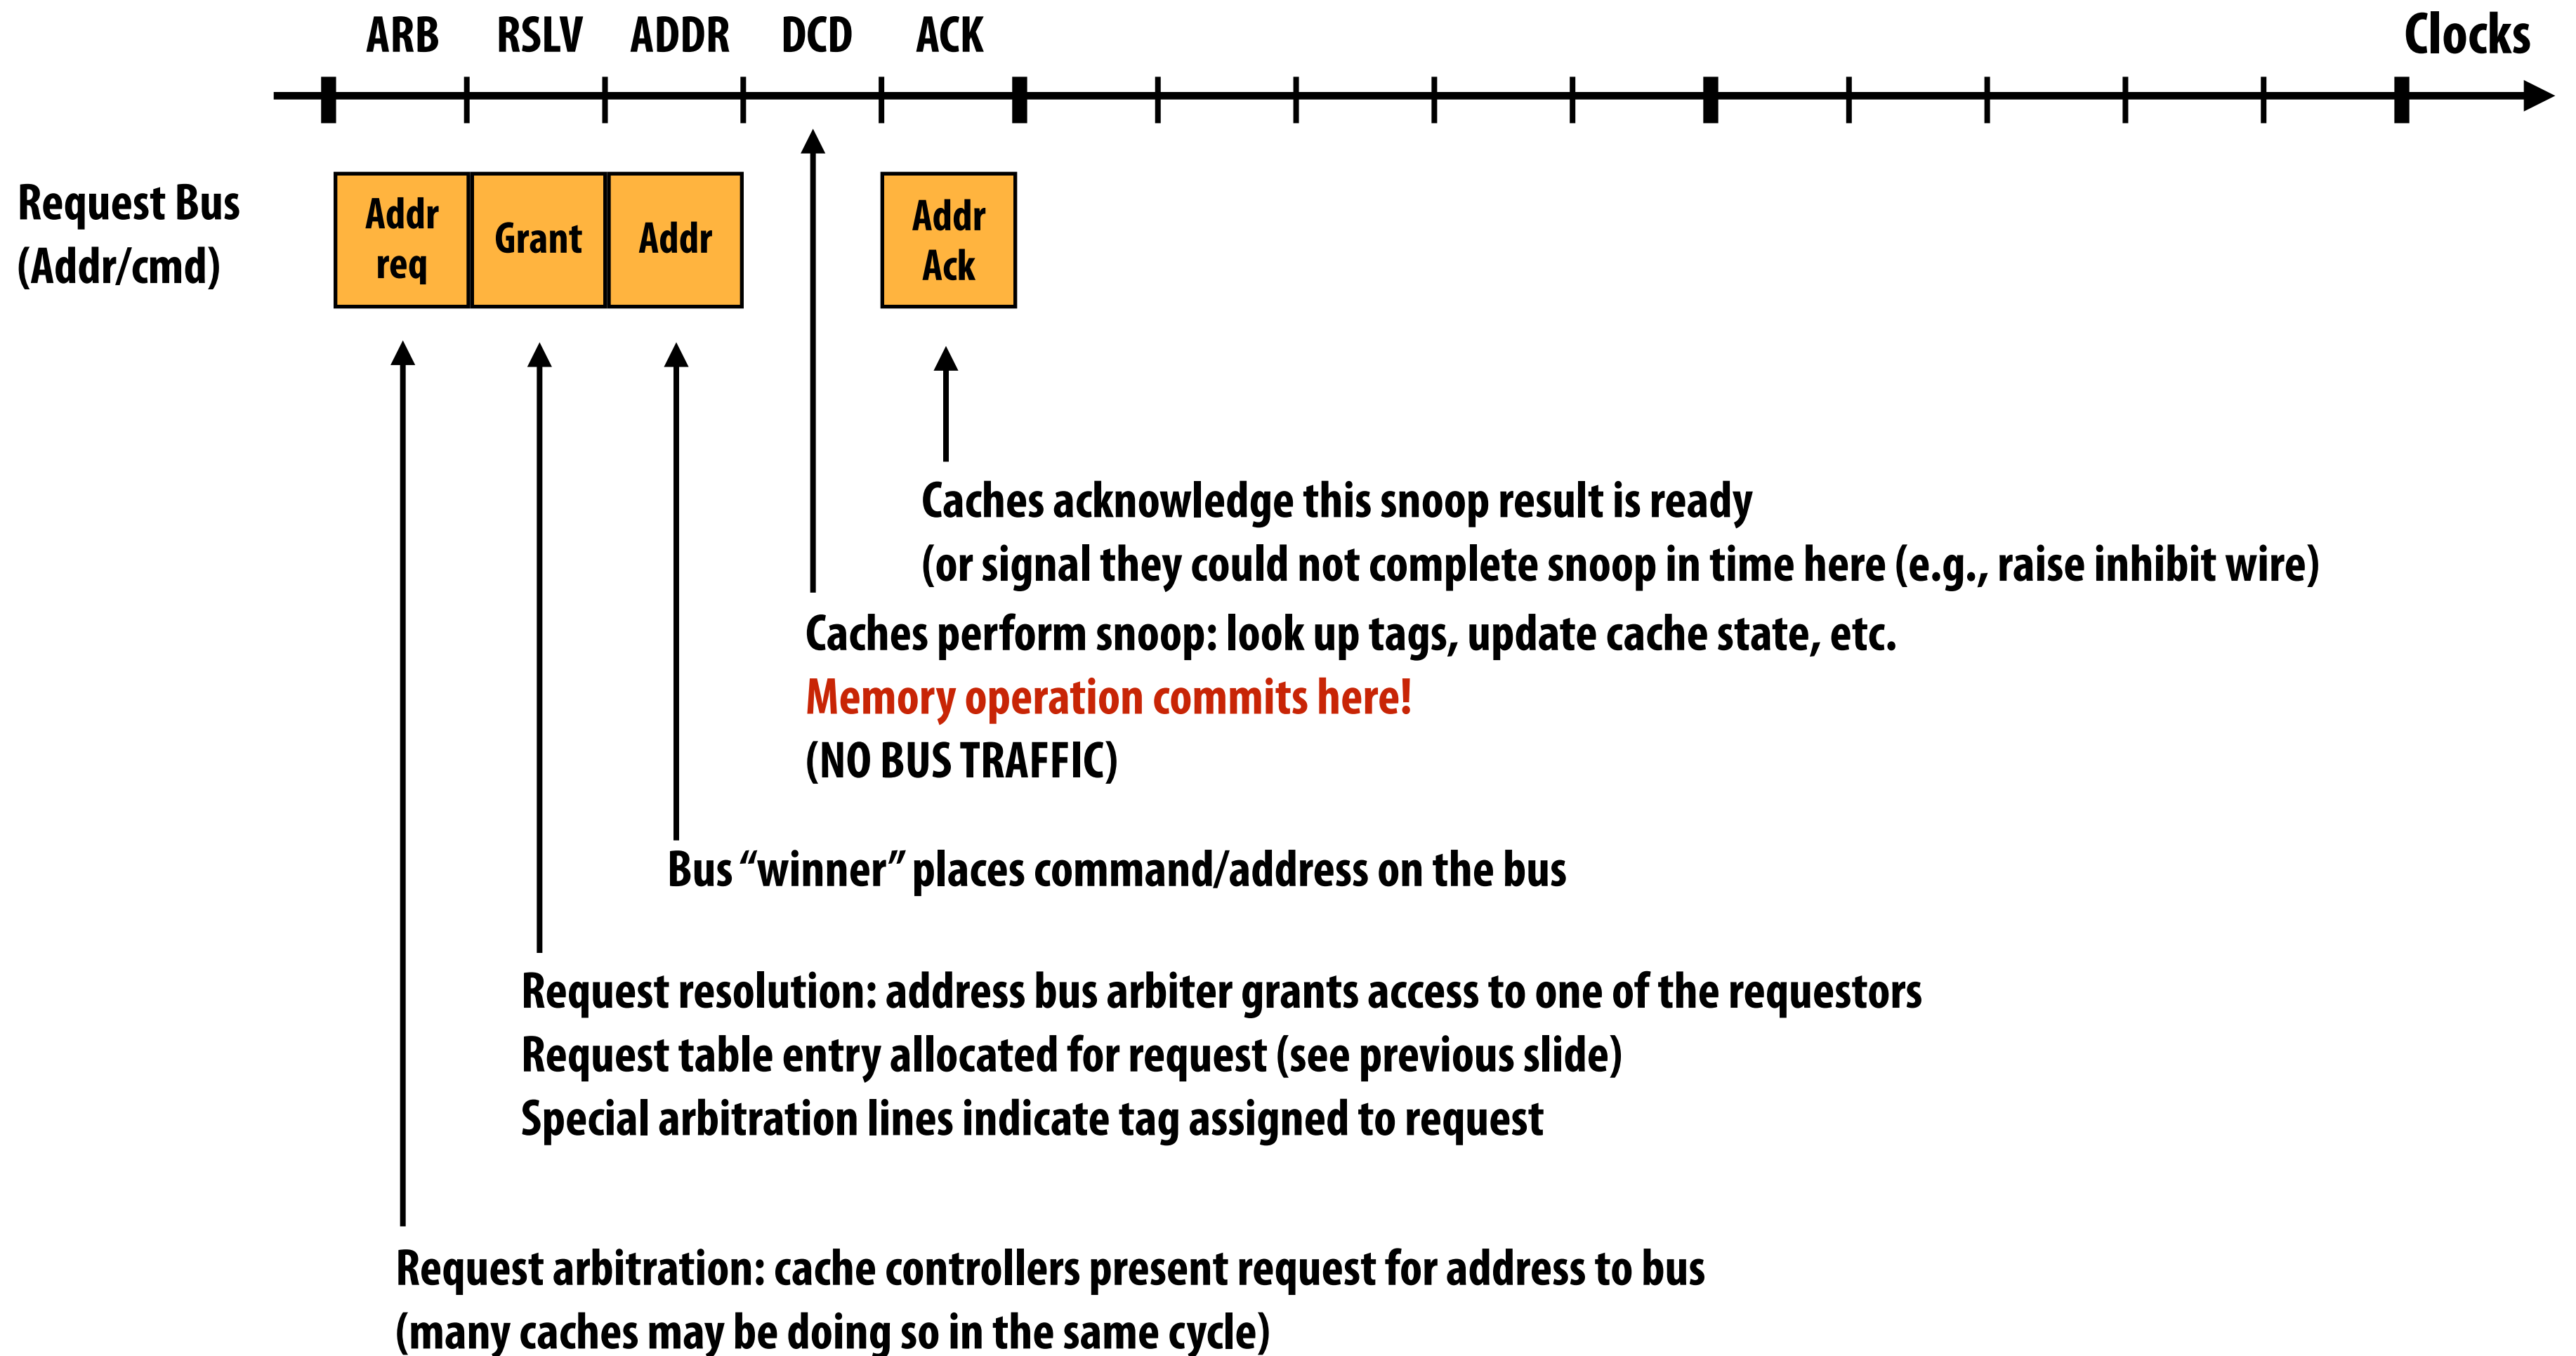 ARB RSLV ADDR DCD ACK Clocks
Request Bus
(Addr/cmd)
Addr
req
Grant
Addr
Addr
Ack
Caches acknowledge this snoop result is ready
(or signal they could not complete snoop in time here (e.g., raise inhibit wire)
Caches perform snoop: look up tags, update cache state, etc.
Memory operation commits here!
(NO BUS TRAFFIC)
Bus “winner” places command/address on the bus
Request resolution: address bus arbiter grants access to one of the requestors
Request table entry allocated for request (see previous slide)
Special arbitration lines indicate tag assigned to request
Request arbitration: cache controllers present request for address to bus
(many caches may be doing so in the same cycle)